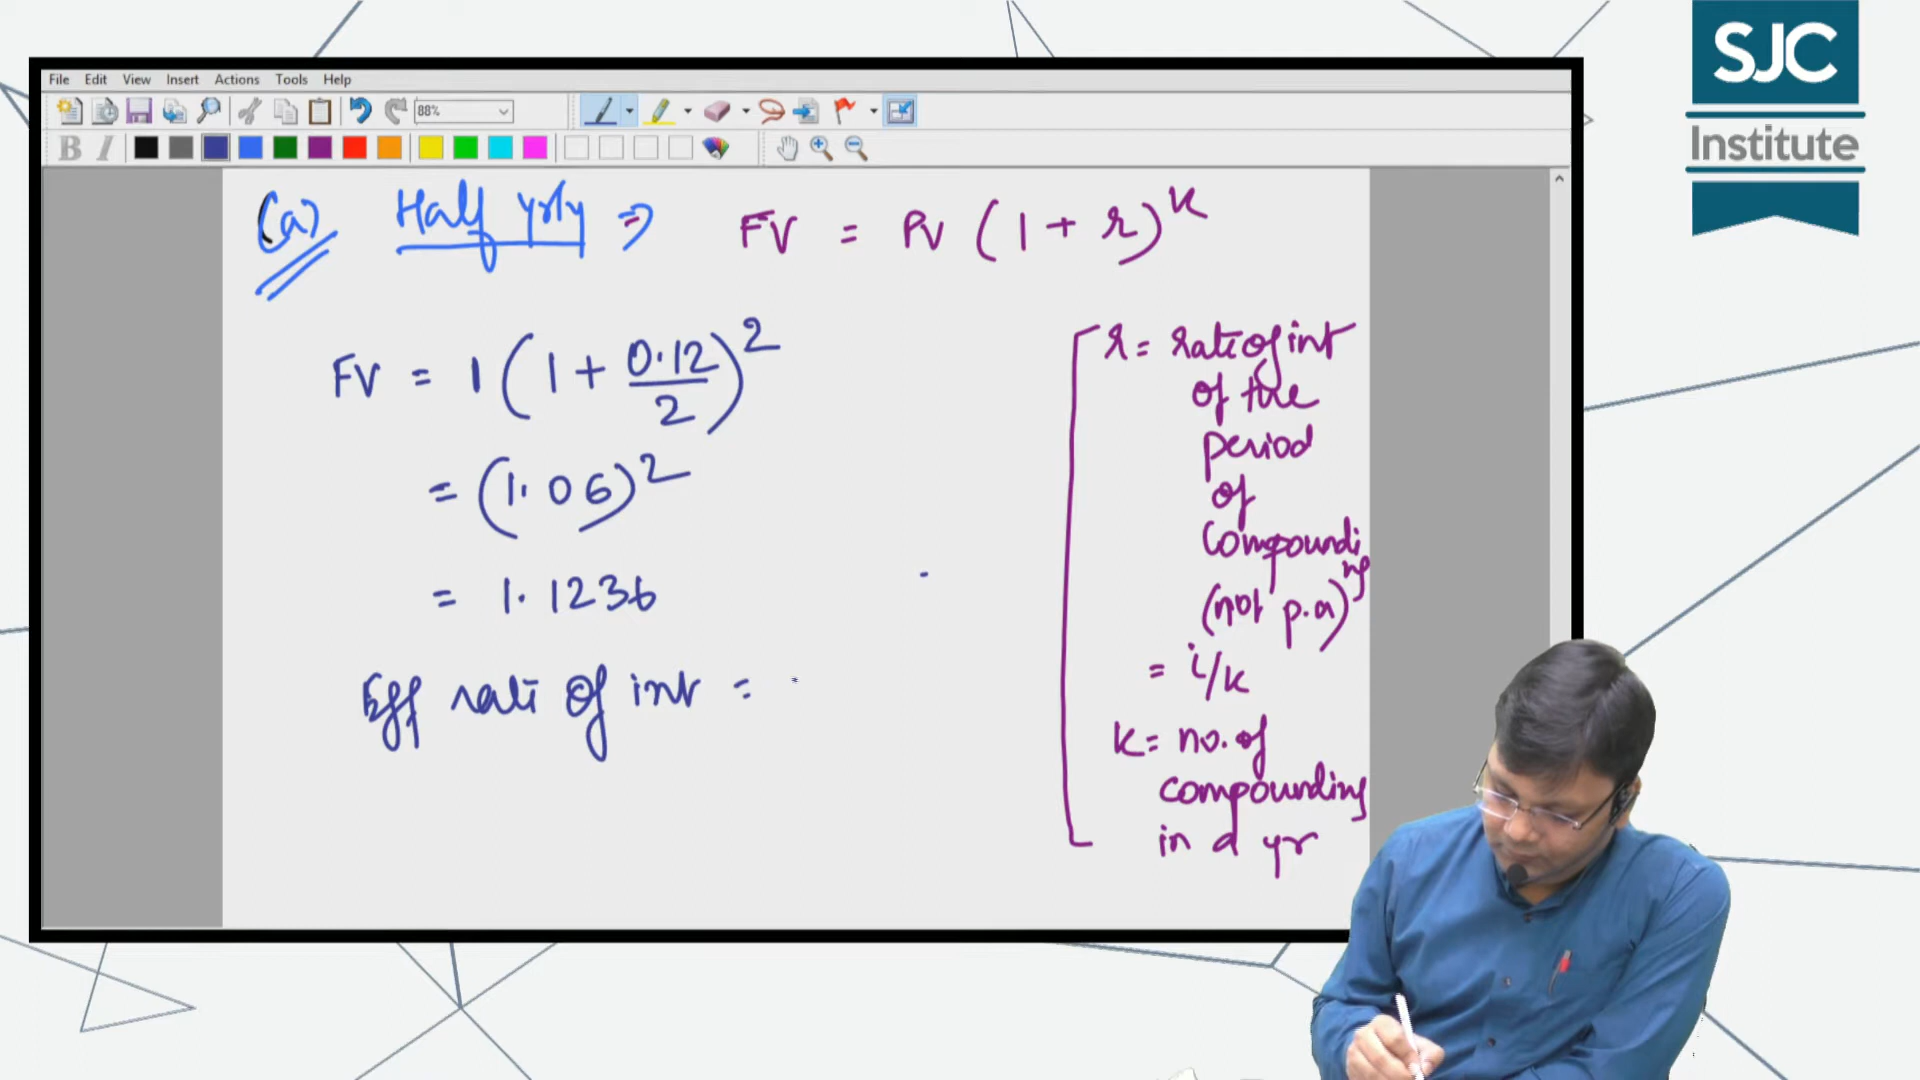 SJC
Institute
File Edit View Insert Actions Tools Help
88%
B I
(a) Half yrly ⇒ FV = PV (1 + r)^k
FV = 1 (1 + 0.12/2)^2
= (1.06)^2
= 1.1236
Eff rate of int =
r = rate of int
of the
period
of
compounding
(not p.a)
= i/k
k = no. of
compounding
in a yr